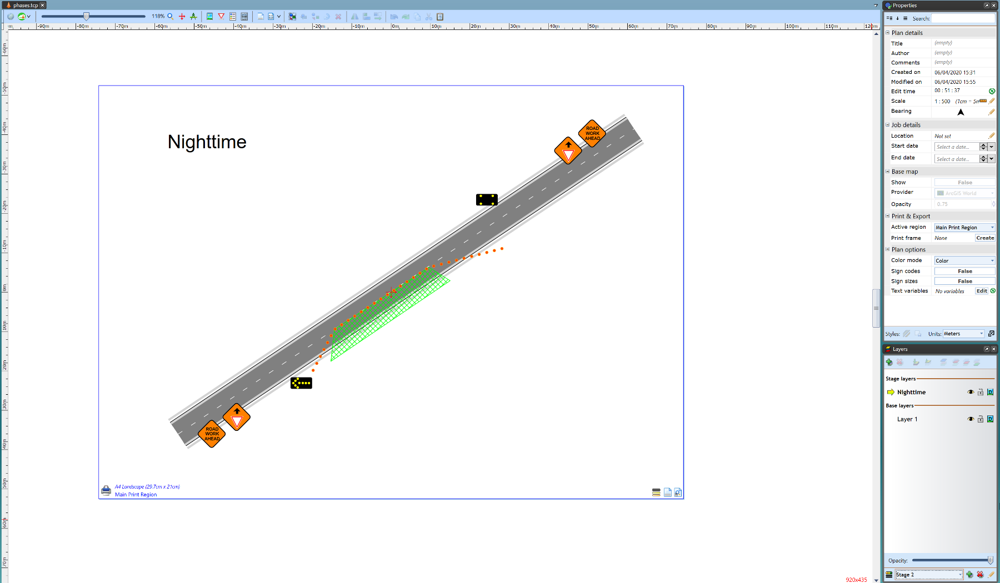 phases.tcp
118%
m -90m -80m -70m -60m -50m -40m -30m -20m -10m 0m 10m 20m 30m 40m 50m 60m 70m 80m 90m 100m 110m 120m
-60m
-50m
-40m
-30m
-20m
-10m
0m
10m
20m
30m
40m
50m
60m
70m
Nighttime
ROAD
WORK
AHEAD
ROAD
WORK
AHEAD
A4 Landscape (29.7cm x 21cm)
Main Print Region
920x435
Properties
Search:
Plan details
Title (empty)
Author (empty)
Comments (empty)
Created on 06/04/2020 15:31
Modified on 06/04/2020 15:55
Edit time 00 : 51 : 37
Scale 1 : 500 (1cm = 5m
Bearing
Job details
Location Not set
Start date Select a date...
End date Select a date...
Base map
Show False
Provider ArcGIS World
Opacity 0.75
Print & Export
Active region Main Print Region
Print frame None Create
Plan options
Color mode Color
Sign codes False
Sign sizes False
Text variables No variables Edit
Styles: Units: Meters
Layers
Stage layers
Nighttime D
Base layers
Layer 1 D
Opacity:
Stage 2